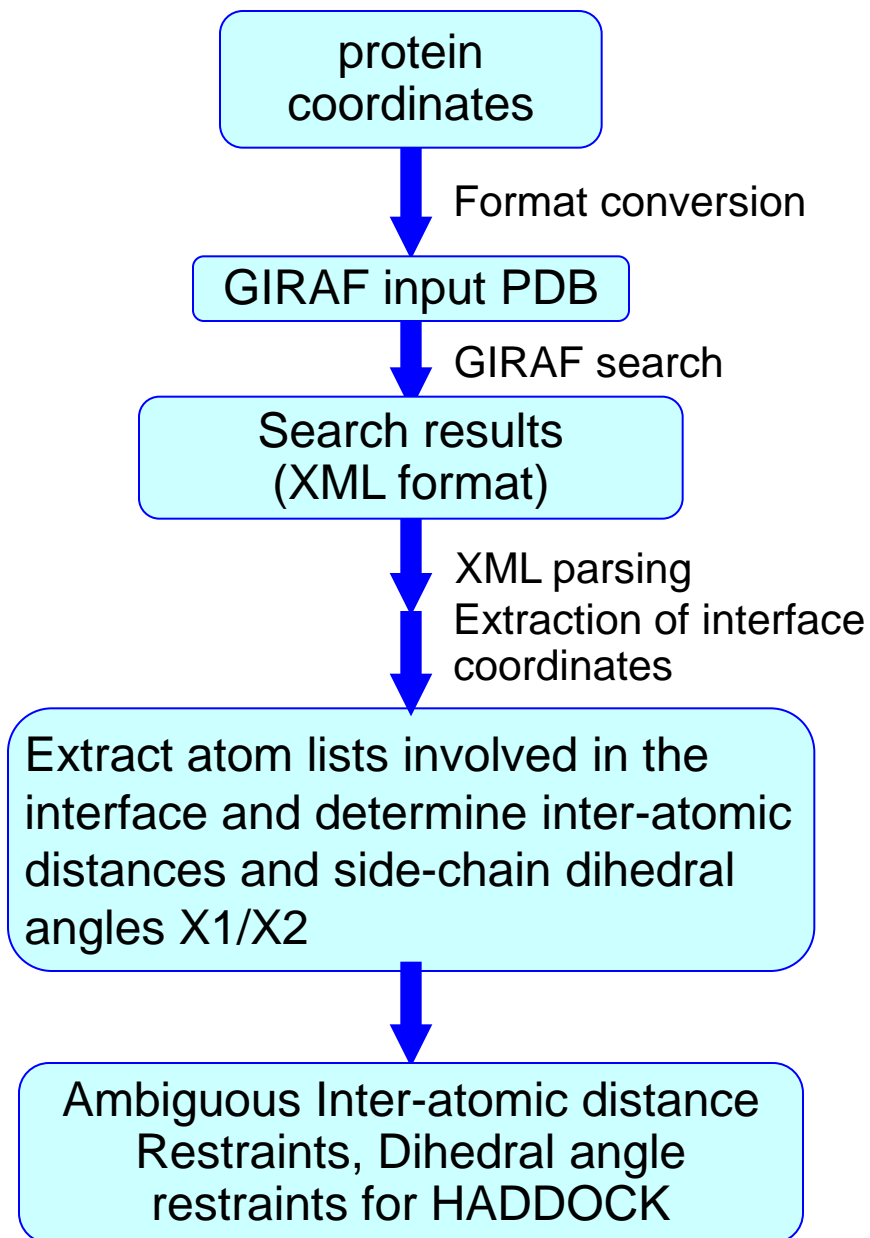 protein
coordinates
Format conversion
GIRAF input PDB
GIRAF search
Search results
(XML format)
XML parsing
Extraction of interface
coordinates
Extract atom lists involved in the
interface and determine inter-atomic
distances and side-chain dihedral
angles X1/X2
Ambiguous Inter-atomic distance
Restraints, Dihedral angle
restraints for HADDOCK